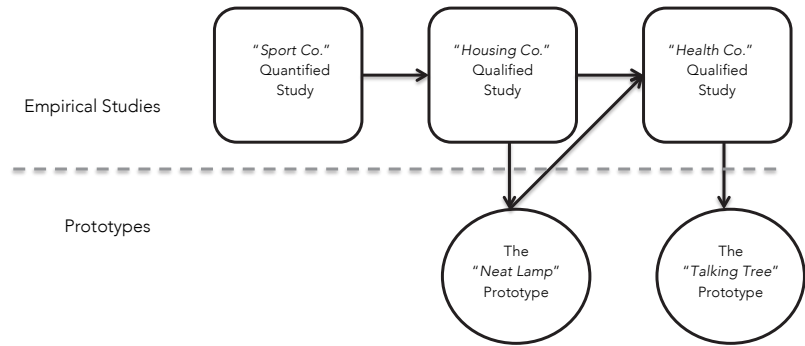 "Sport Co."
Quantified
Study
"Housing Co."
Qualified
Study
"Health Co."
Qualified
Study
Empirical Studies
Prototypes
The
"Neat Lamp"
Prototype
The
"Talking Tree"
Prototype